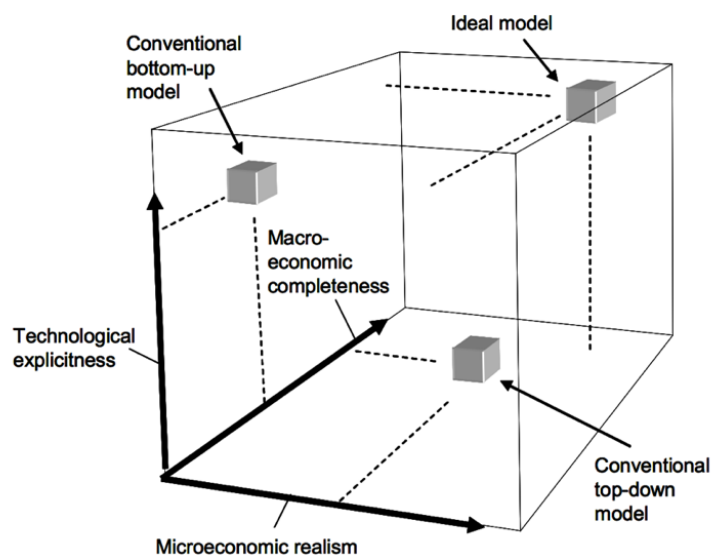 Ideal model
Conventional
bottom-up
model
Macro-
economic
completeness
Technological
explicitness
Conventional
top-down
model
Microeconomic realism